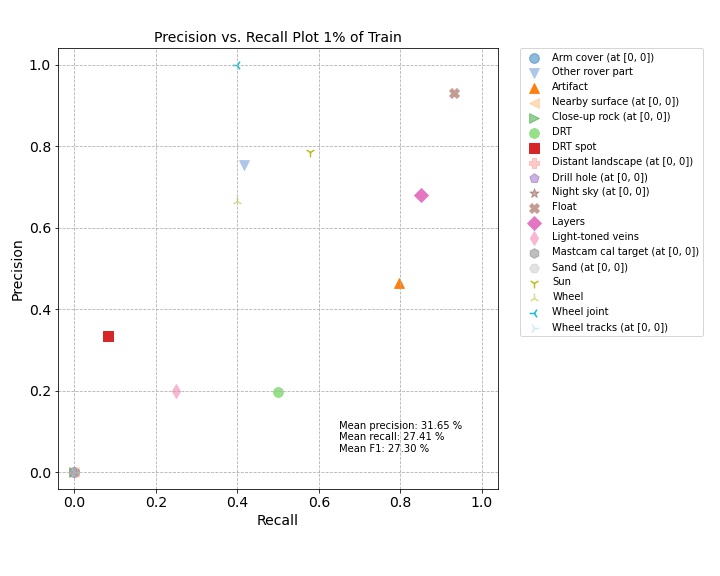 Precision vs. Recall Plot 1% of Train
Precision
1.0
0.8
0.6
0.4
0.2
0.0
0.0 0.2 0.4 0.6 0.8 1.0
Recall
Mean precision: 31.65 %
Mean recall: 27.41 %
Mean F1: 27.30 %
Arm cover (at [0, 0])
Other rover part
Artifact
Nearby surface (at [0, 0])
Close-up rock (at [0, 0])
DRT
DRT spot
Distant landscape (at [0, 0])
Drill hole (at [0, 0])
Night sky (at [0, 0])
Float
Layers
Light-toned veins
Mastcam cal target (at [0, 0])
Sand (at [0, 0])
Sun
Wheel
Wheel joint
Wheel tracks (at [0, 0])